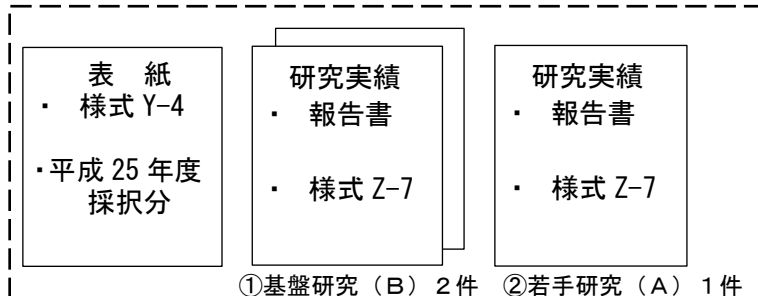 表　紙
・　様式 Y-4
・平成 25 年度
採択分
研究実績
・　報告書
・　様式 Z-7
研究実績
・　報告書
・　様式 Z-7
①基盤研究（B）2件　②若手研究（A）1件